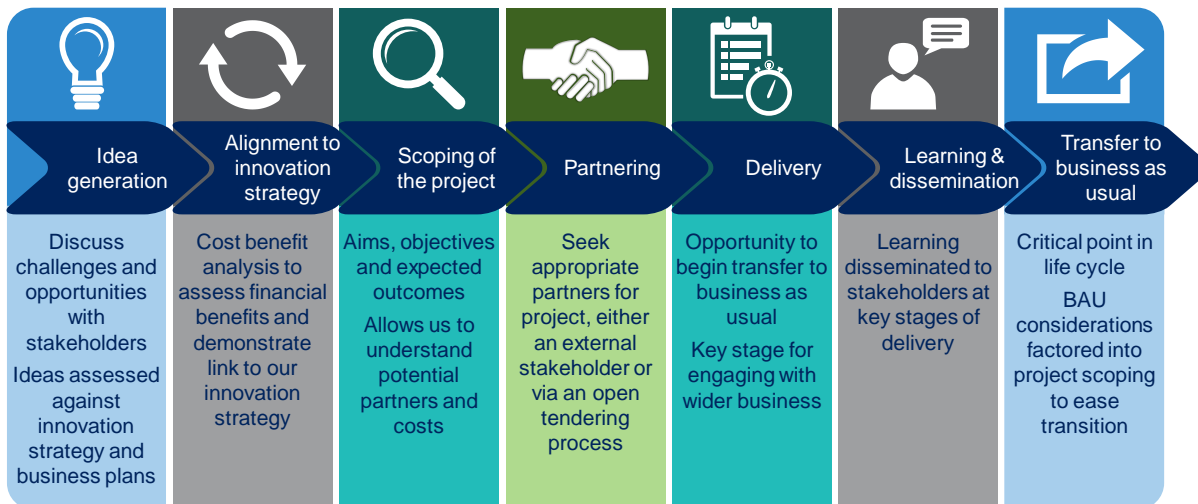 Idea
generation
Alignment to
innovation
strategy
Scoping of
the project
Partnering
Delivery
Learning &
dissemination
Transfer to
business as
usual
Discuss
challenges and
opportunities
with
stakeholders
Ideas assessed
against
innovation
strategy and
business plans
Cost benefit
analysis to
assess financial
benefits and
demonstrate
link to our
innovation
strategy
Aims, objectives
and expected
outcomes
Allows us to
understand
potential
partners and
costs
Seek
appropriate
partners for
project, either
an external
stakeholder or
via an open
tendering
process
Opportunity to
begin transfer to
business as
usual
Key stage for
engaging with
wider business
Learning
disseminated to
stakeholders at
key stages of
delivery
Critical point in
life cycle
BAU
considerations
factored into
project scoping
to ease
transition